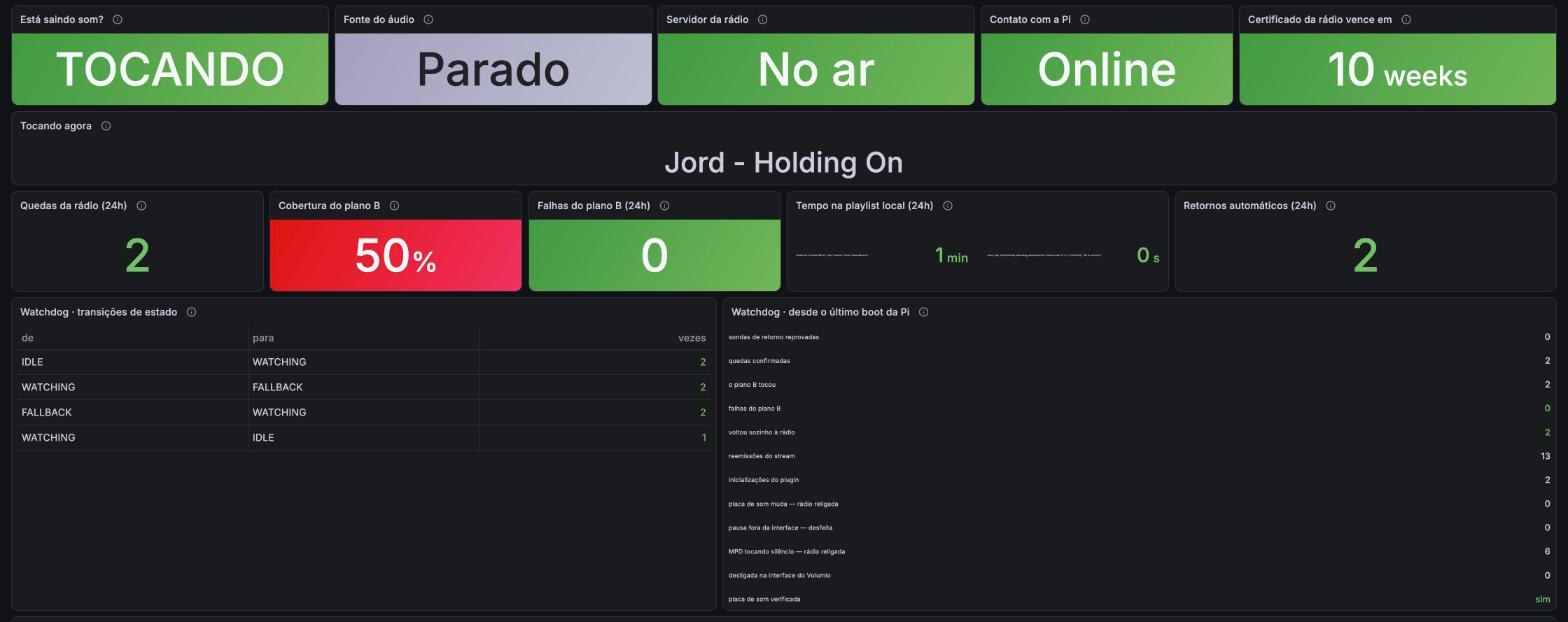 Está saindo som?
Fonte do áudio
Servidor da rádio
Contato com a Pi
Certificado da rádio vence em
TOCANDO
Parado
No ar
Online
10 weeks
Tocando agora
Jord - Holding On
Quedas da rádio (24h)
Cobertura do plano B
Falhas do plano B (24h)
Tempo na playlist local (24h)
Retornos automáticos (24h)
2
50%
0
1 min
0 s
2
Watchdog · transições de estado
de para vezes
IDLE WATCHING 2
WATCHING FALLBACK 2
FALLBACK WATCHING 2
WATCHING IDLE 1
Watchdog · desde o último boot da Pi
sondas de retorno reprovadas 0
quedas confirmadas 2
o plano B tocou 2
falhas do plano B 0
voltou sozinho à rádio 2
reemissões do stream 13
inicializações do plugin 2
placa de som muda — rádio religada 0
pausa fora da interface — desfeita 0
MPD tocando silêncio — rádio religada 6
desligada na interface do Volumio 0
placa de som verificada sim